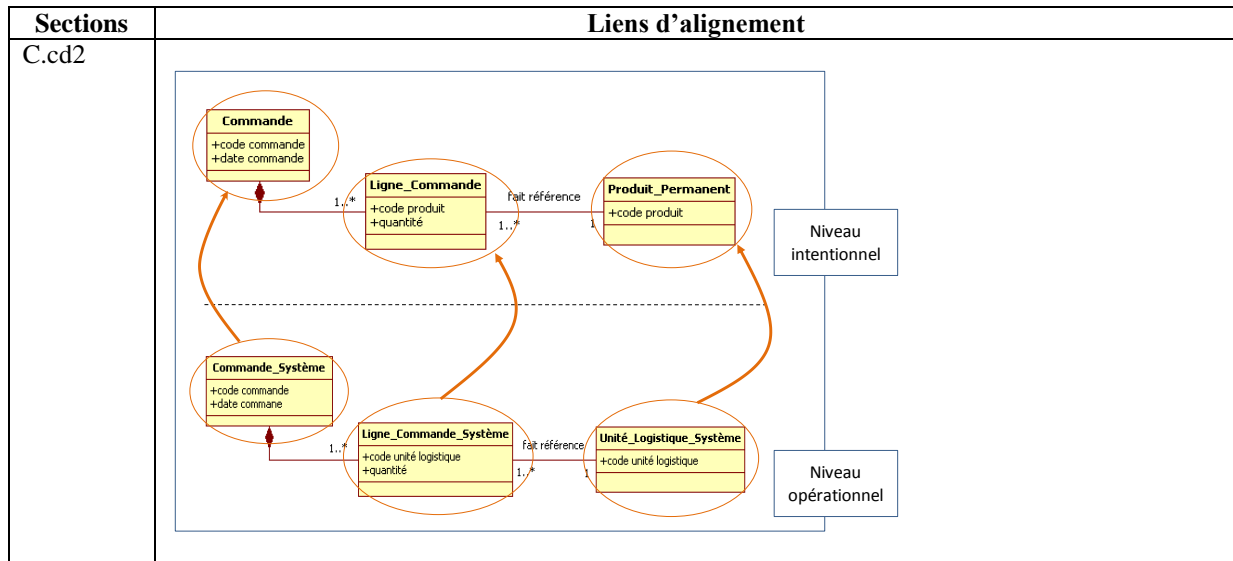 Sections
Liens d'alignement
C.cd2
Commande
+code commande
+date commande
1..*
Ligne_Commande
+code produit
+quantité
fait référence
1..*
1
Produit_Permanent
+code produit
Niveau
intentionnel
Commande_Système
+code commande
+date commane
1..*
Ligne_Commande_Système
+code unité logistique
+quantité
fait référence
1..*
1
Unité_Logistique_Système
+code unité logistique
Niveau
opérationnel